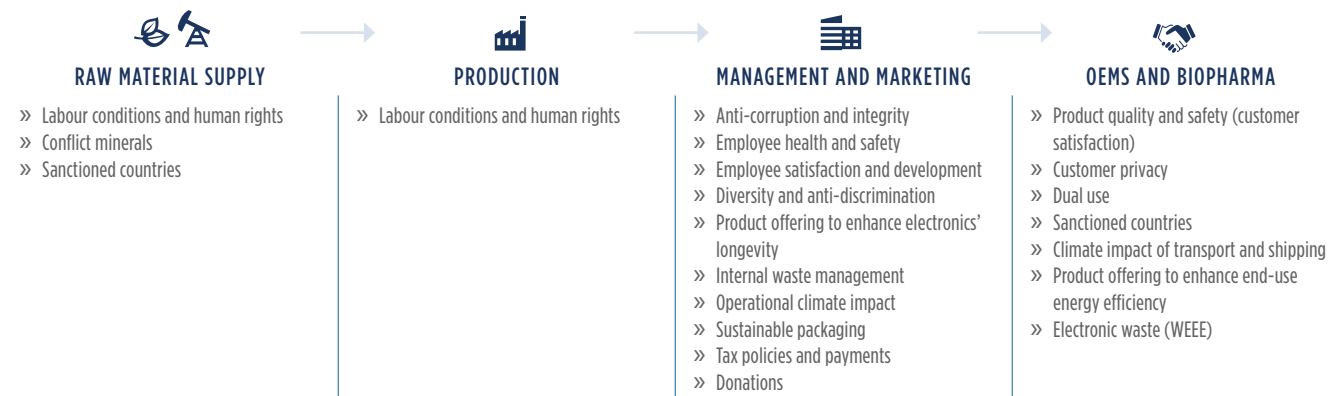 RAW MATERIAL SUPPLY
» Labour conditions and human rights
» Conflict minerals
» Sanctioned countries
PRODUCTION
» Labour conditions and human rights
MANAGEMENT AND MARKETING
» Anti-corruption and integrity
» Employee health and safety
» Employee satisfaction and development
» Diversity and anti-discrimination
» Product offering to enhance electronics’
longevity
» Internal waste management
» Operational climate impact
» Sustainable packaging
» Tax policies and payments
» Donations
OEMS AND BIOPHARMA
» Product quality and safety (customer
satisfaction)
» Customer privacy
» Dual use
» Sanctioned countries
» Climate impact of transport and shipping
» Product offering to enhance end-use
energy efficiency
» Electronic waste (WEEE)